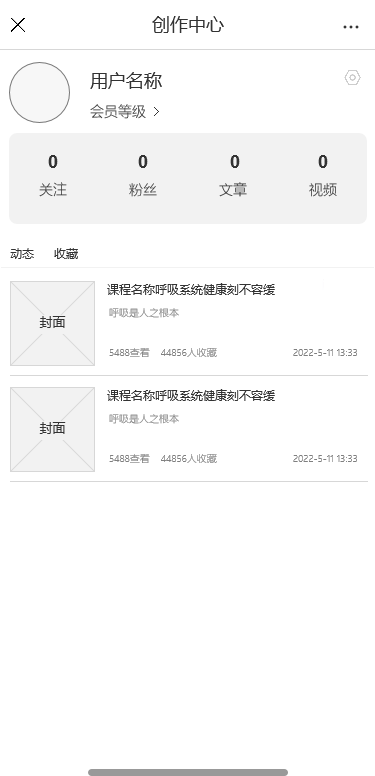 创作中心
用户名称
会员等级
0 0 0 0
关注 粉丝 文章 视频
动态 收藏
封面
课程名称呼吸系统健康刻不容缓
呼吸是人之根本
5488查看 44856人收藏 2022-5-11 13:33
封面
课程名称呼吸系统健康刻不容缓
呼吸是人之根本
5488查看 44856人收藏 2022-5-11 13:33